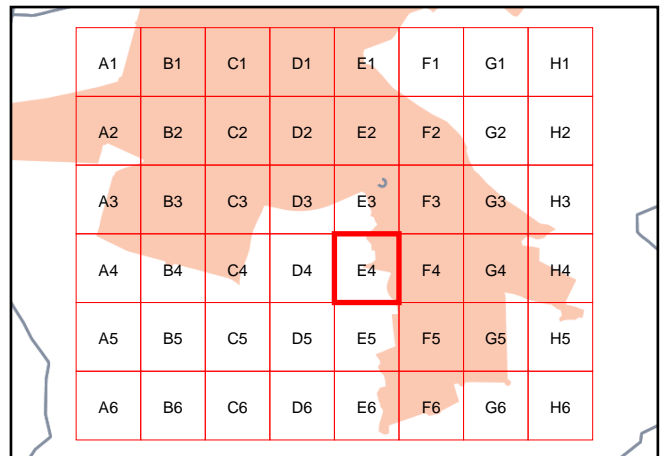 A1 B1 C1 D1 E1 F1 G1 H1
A2 B2 C2 D2 E2 F2 G2 H2
A3 B3 C3 D3 E3 F3 G3 H3
A4 B4 C4 D4 E4 F4 G4 H4
A5 B5 C5 D5 E5 F5 G5 H5
A6 B6 C6 D6 E6 F6 G6 H6